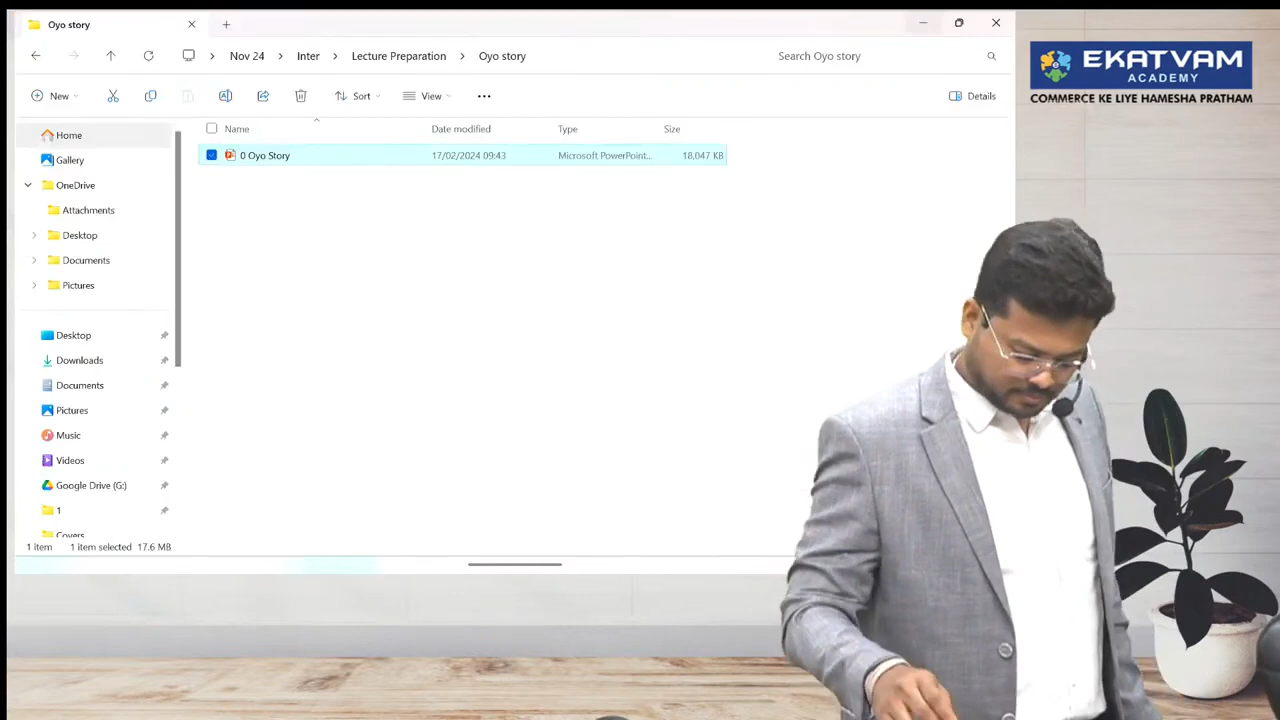 Oyo story
Nov 24 Inter Lecture Preparation Oyo story Search Oyo story
New Sort View Details
Name Date modified Type Size
0 Oyo Story 17/02/2024 09:43 Microsoft PowerPoint... 18,047 KB
Home
Gallery
OneDrive
Attachments
Desktop
Documents
Pictures
Desktop
Downloads
Documents
Pictures
Music
Videos
Google Drive (G:)
1
Covers
1 item 1 item selected 17.6 MB
EKATVAM
ACADEMY
COMMERCE KE LIYE HAMESHA PRATHAM